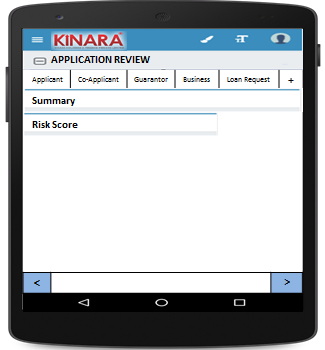 KINARA
APPLICATION REVIEW
Applicant Co-Applicant Guarantor Business Loan Request +
Summary
Risk Score
< >